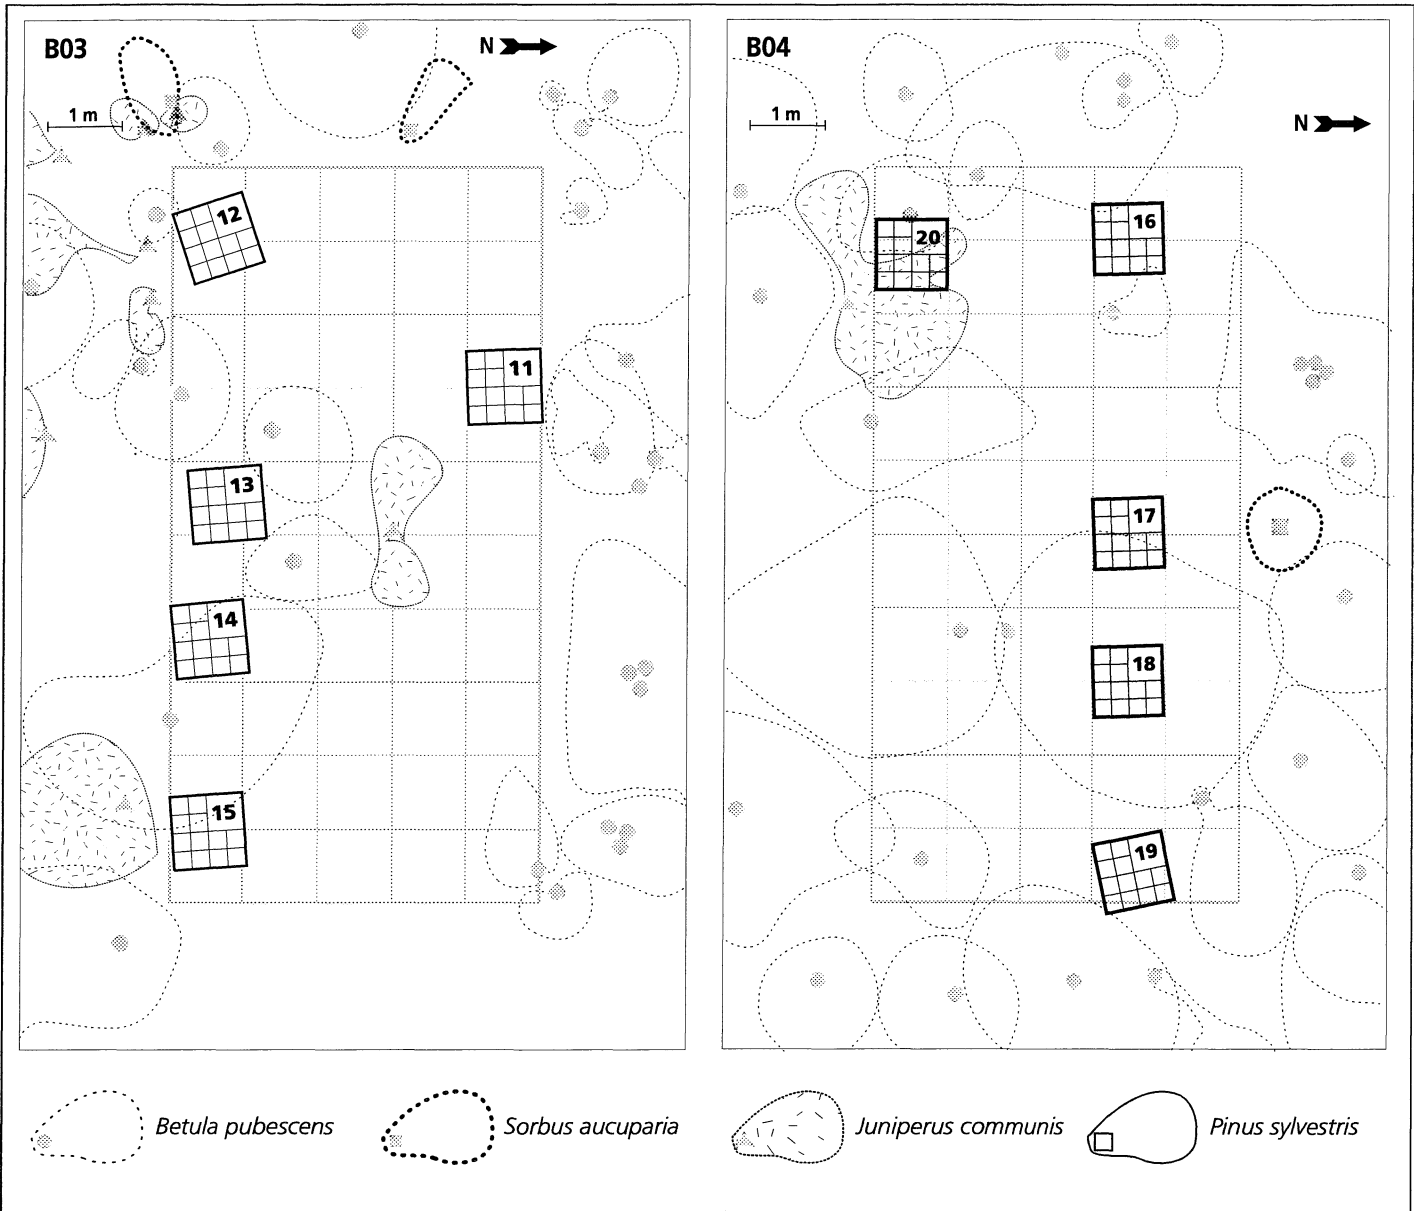 B03
N
1 m
12
11
13
14
15
B04
1 m
N
20
16
17
18
19
Betula pubescens
Sorbus aucuparia
Juniperus communis
Pinus sylvestris